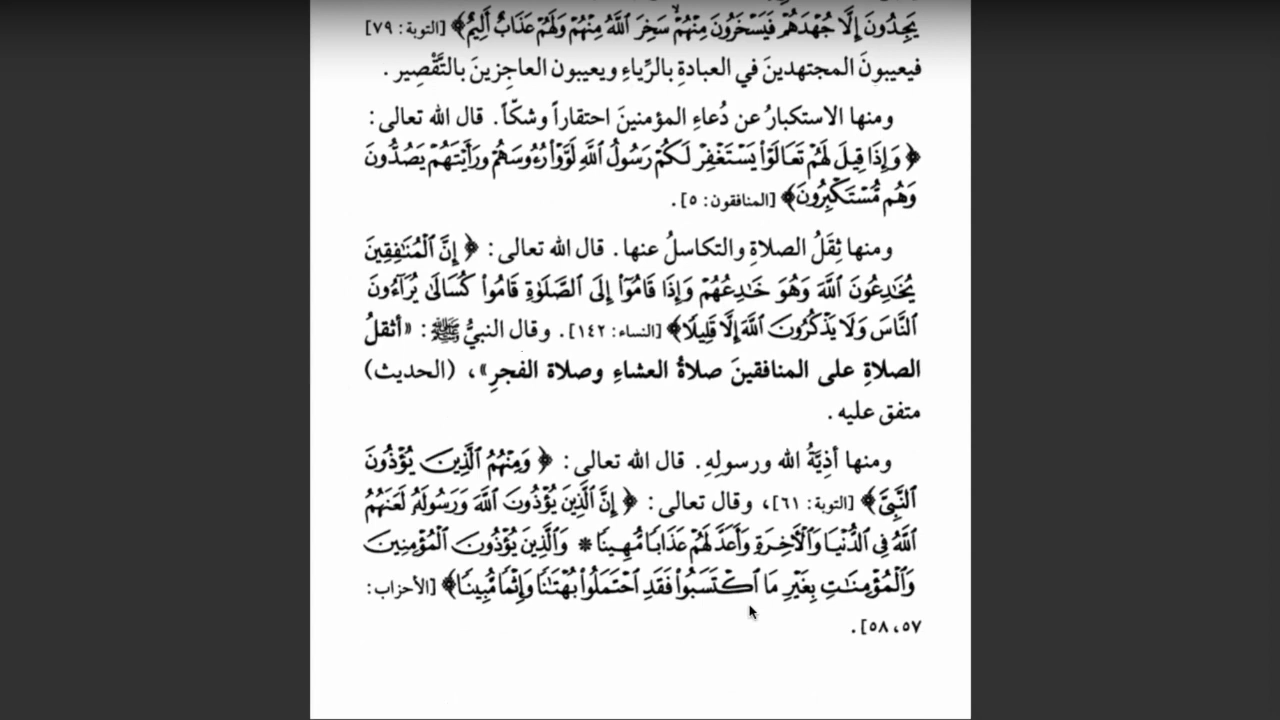 يَجِدُونَ إِلَّا جُهْدَهُمْ فَيَسْخَرُونَ مِنْهُمْ سَخِرَ ٱللَّهُ مِنْهُمْ وَلَهُمْ عَذَابٌ أَلِيمٌ﴾ [التوبة: ٧٩]
فيعيبونَ المجتهدينَ في العبادةِ بالرِّياءِ ويعيبون العاجِزينَ بالتَّقْصِير .
ومنها الاستكبارُ عن دُعاءِ المؤمنينَ احتقاراً وشكّاً. قال الله تعالى:
﴿وَإِذَا قِيلَ لَهُمْ تَعَالَوْا۟ يَسْتَغْفِرْ لَكُمْ رَسُولُ ٱللَّهِ لَوَّوْا۟ رُءُوسَهُمْ وَرَأَيْتَهُمْ يَصُدُّونَ
وَهُم مُّسْتَكْبِرُونَ﴾ [المنافقون: ٥].
ومنها ثِقَلُ الصلاةِ والتكاسلُ عنها. قال الله تعالى: ﴿إِنَّ ٱلْمُنَٰفِقِينَ
يُخَٰدِعُونَ ٱللَّهَ وَهُوَ خَٰدِعُهُمْ وَإِذَا قَامُوٓا۟ إِلَى ٱلصَّلَوٰةِ قَامُوا۟ كُسَالَىٰ يُرَآءُونَ
ٱلنَّاسَ وَلَا يَذْكُرُونَ ٱللَّهَ إِلَّا قَلِيلًا﴾ [النساء: ١٤٢]. وقال النبيُّ ﷺ: «أثقلُ
الصلاةِ على المنافقينَ صلاةُ العشاءِ وصلاة الفجرِ»، (الحديث)
متفق عليه .
ومنها أذِيَّةُ الله ورسولِهِ. قال الله تعالى: ﴿وَمِنْهُمُ ٱلَّذِينَ يُؤْذُونَ
ٱلنَّبِىَّ﴾ [التوبة: ٦١]، وقال تعالى: ﴿إِنَّ ٱلَّذِينَ يُؤْذُونَ ٱللَّهَ وَرَسُولَهُۥ لَعَنَهُمُ
ٱللَّهُ فِى ٱلدُّنْيَا وَٱلْأَخِرَةِ وَأَعَدَّ لَهُمْ عَذَابًا مُّهِينًا * وَٱلَّذِينَ يُؤْذُونَ ٱلْمُؤْمِنِينَ
وَٱلْمُؤْمِنَٰتِ بِغَيْرِ مَا ٱكْتَسَبُوا۟ فَقَدِ ٱحْتَمَلُوا۟ بُهْتَٰنًا وَإِثْمًا مُّبِينًا﴾ [الأحزاب:
٥٧، ٥٨].